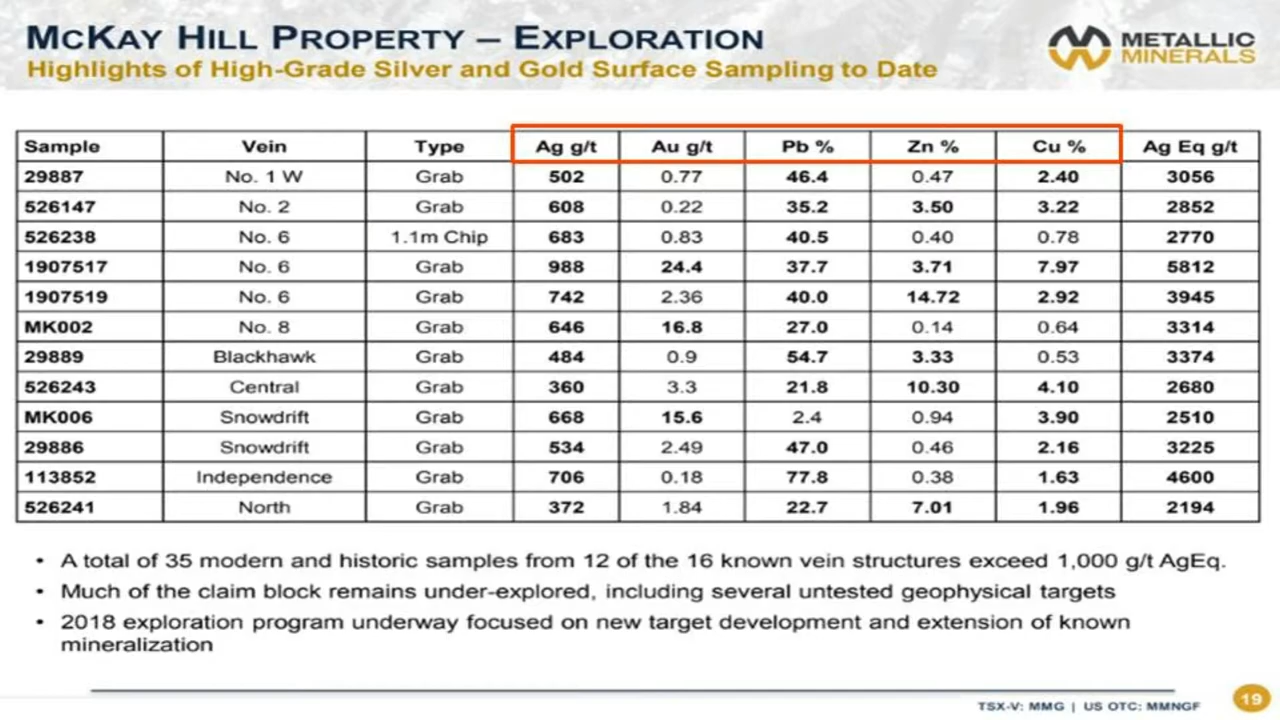 McKay Hill Property – Exploration
Highlights of High-Grade Silver and Gold Surface Sampling to Date
METALLIC
MINERALS
Sample Vein Type Ag g/t Au g/t Pb % Zn % Cu % Ag Eq g/t
29887 No. 1 W Grab 502 0.77 46.4 0.47 2.40 3056
526147 No. 2 Grab 608 0.22 35.2 3.50 3.22 2852
526238 No. 6 1.1m Chip 683 0.83 40.5 0.40 0.78 2770
1907517 No. 6 Grab 988 24.4 37.7 3.71 7.97 5812
1907519 No. 6 Grab 742 2.36 40.0 14.72 2.92 3945
MK002 No. 8 Grab 646 16.8 27.0 0.14 0.64 3314
29889 Blackhawk Grab 484 0.9 54.7 3.33 0.53 3374
526243 Central Grab 360 3.3 21.8 10.30 4.10 2680
MK006 Snowdrift Grab 668 15.6 2.4 0.94 3.90 2510
29886 Snowdrift Grab 534 2.49 47.0 0.46 2.16 3225
113852 Independence Grab 706 0.18 77.8 0.38 1.63 4600
526241 North Grab 372 1.84 22.7 7.01 1.96 2194
• A total of 35 modern and historic samples from 12 of the 16 known vein structures exceed 1,000 g/t AgEq.
• Much of the claim block remains under-explored, including several untested geophysical targets
• 2018 exploration program underway focused on new target development and extension of known
mineralization
TSX-V: MMG | US OTC: MMNGF
19